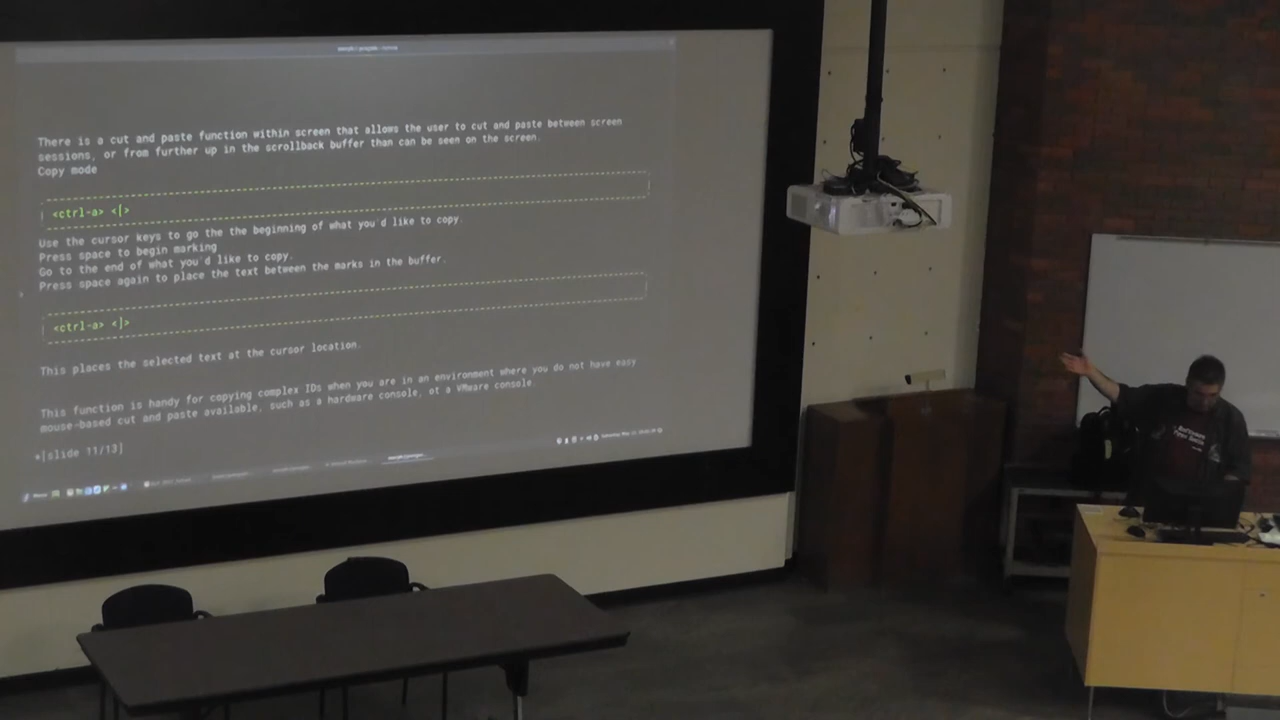 There is a cut and paste function within screen that allows the user to cut and paste between screen
sessions, or from further up in the scrollback buffer than can be seen on the screen.
Copy mode
<ctrl-a> <|>
Use the cursor keys to go the the beginning of what you'd like to copy.
Press space to begin marking
Go to the end of what you'd like to copy.
Press space again to place the text between the marks in the buffer.
<ctrl-a> <|>
This places the selected text at the cursor location.
This function is handy for copying complex IDs when you are in an environment where you do not have easy
mouse-based cut and paste available, such as a hardware console, ot a VMware console.
*[slide 11/13]